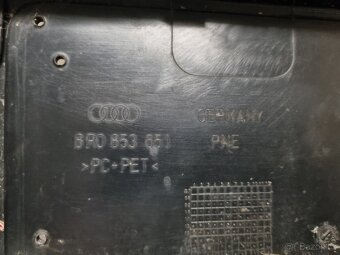 8R0 853 651
>PC+PET<
GERMANY
PNE